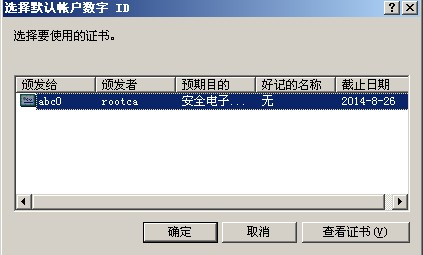 选择默认帐户数字 ID
选择要使用的证书。
颁发给 颁发者 预期目的 好记的名称 截止日期
abc0 rootca 安全电子... 无 2014-8-26
确定 取消 查看证书(V)